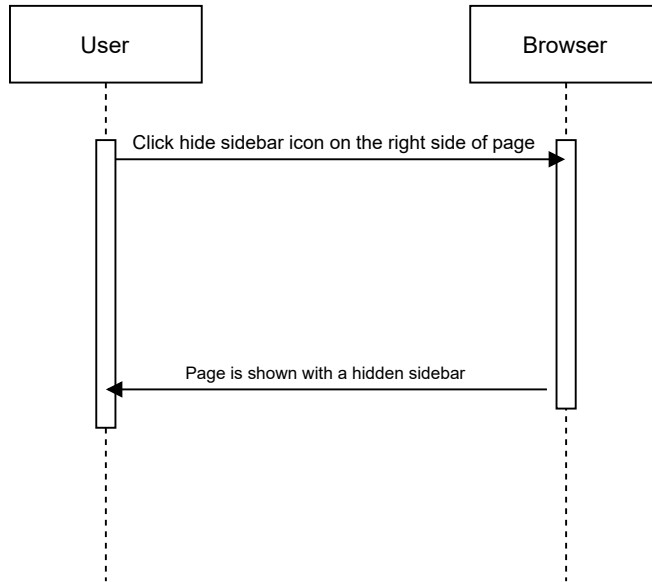 User
Browser
Click hide sidebar icon on the right side of page
Page is shown with a hidden sidebar